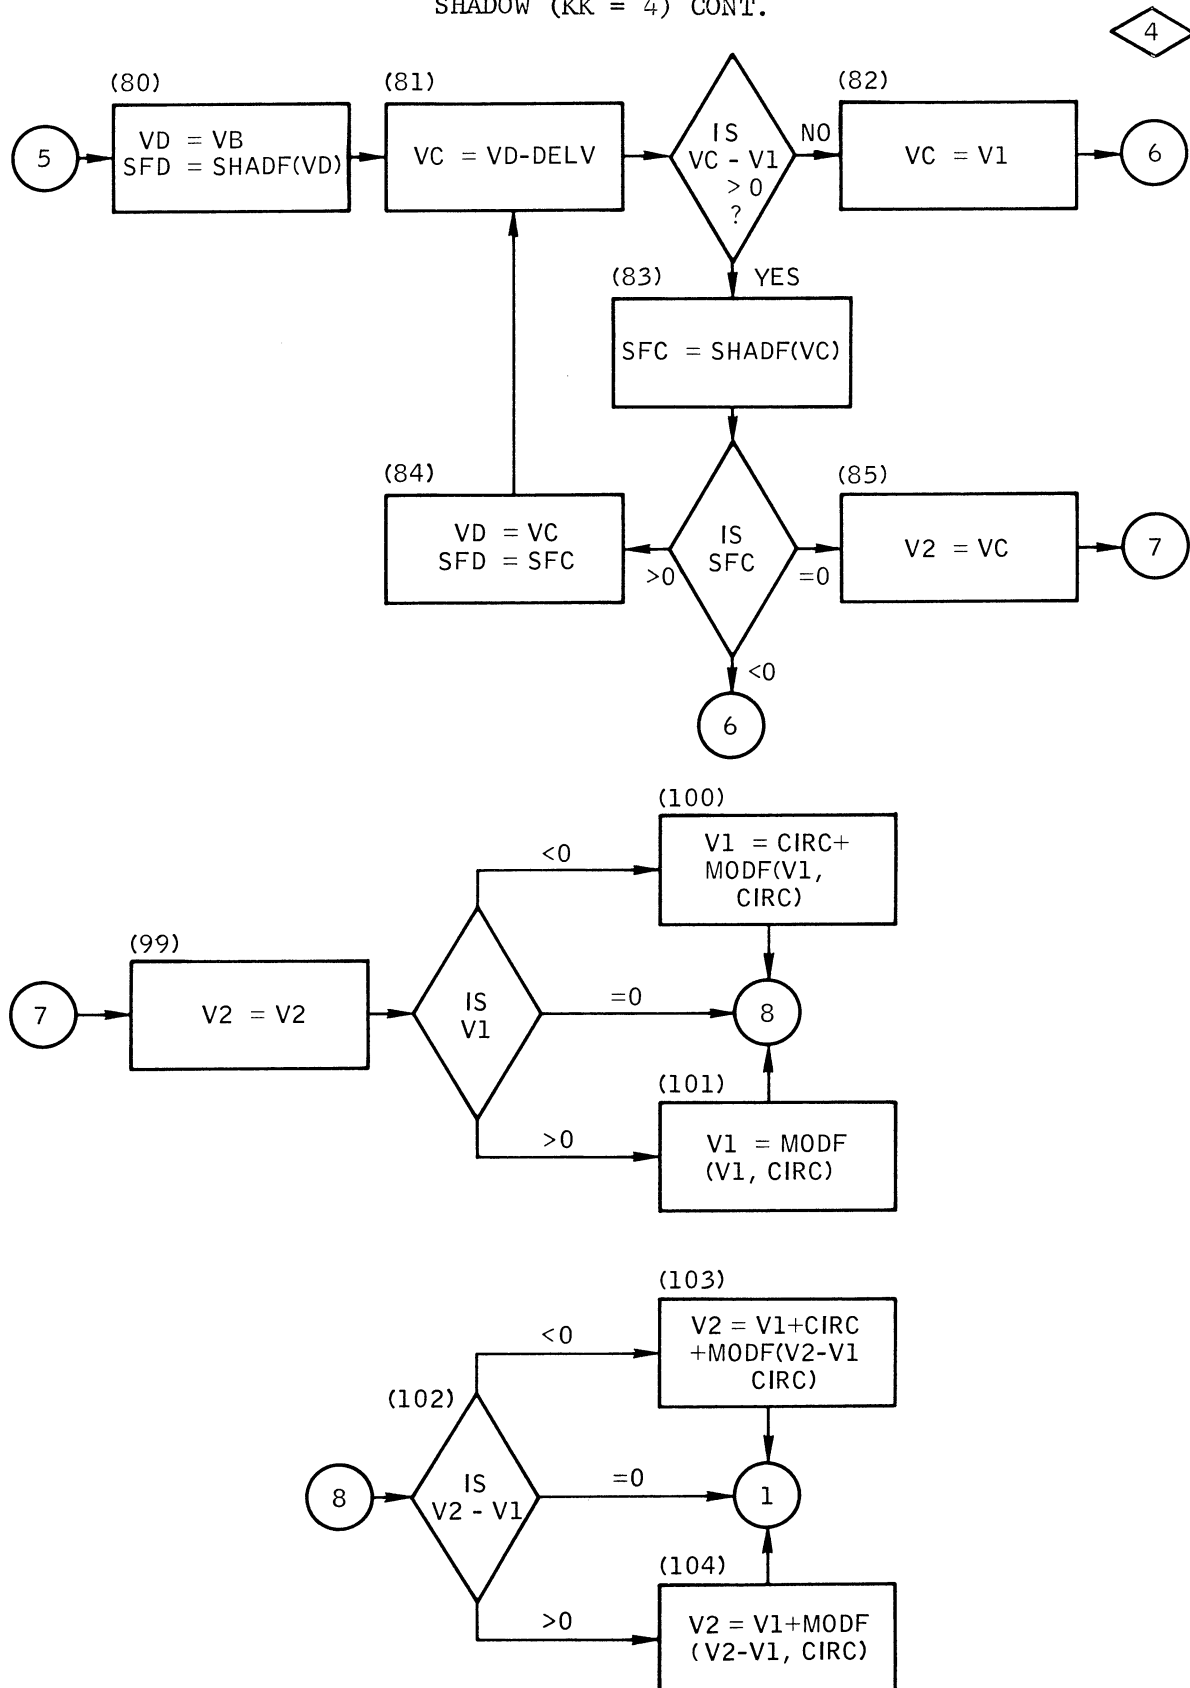 SHADOW (KK = 4) CONT.
4
(80)
(81)
(82)
5
VD = VB
SFD = SHADF(VD)
VC = VD-DELV
IS
VC - V1
> 0
?
NO
VC = V1
6
(83)
YES
SFC = SHADF(VC)
(84)
(85)
VD = VC
SFD = SFC
>0
IS
SFC
=0
V2 = VC
7
<0
6
(100)
V1 = CIRC+
MODF(V1,
CIRC)
<0
(99)
7
V2 = V2
IS
V1
=0
8
(101)
>0
V1 = MODF
(V1, CIRC)
(103)
V2 = V1+CIRC
+MODF(V2-V1
CIRC)
<0
(102)
8
IS
V2 - V1
=0
1
(104)
>0
V2 = V1+MODF
(V2-V1, CIRC)